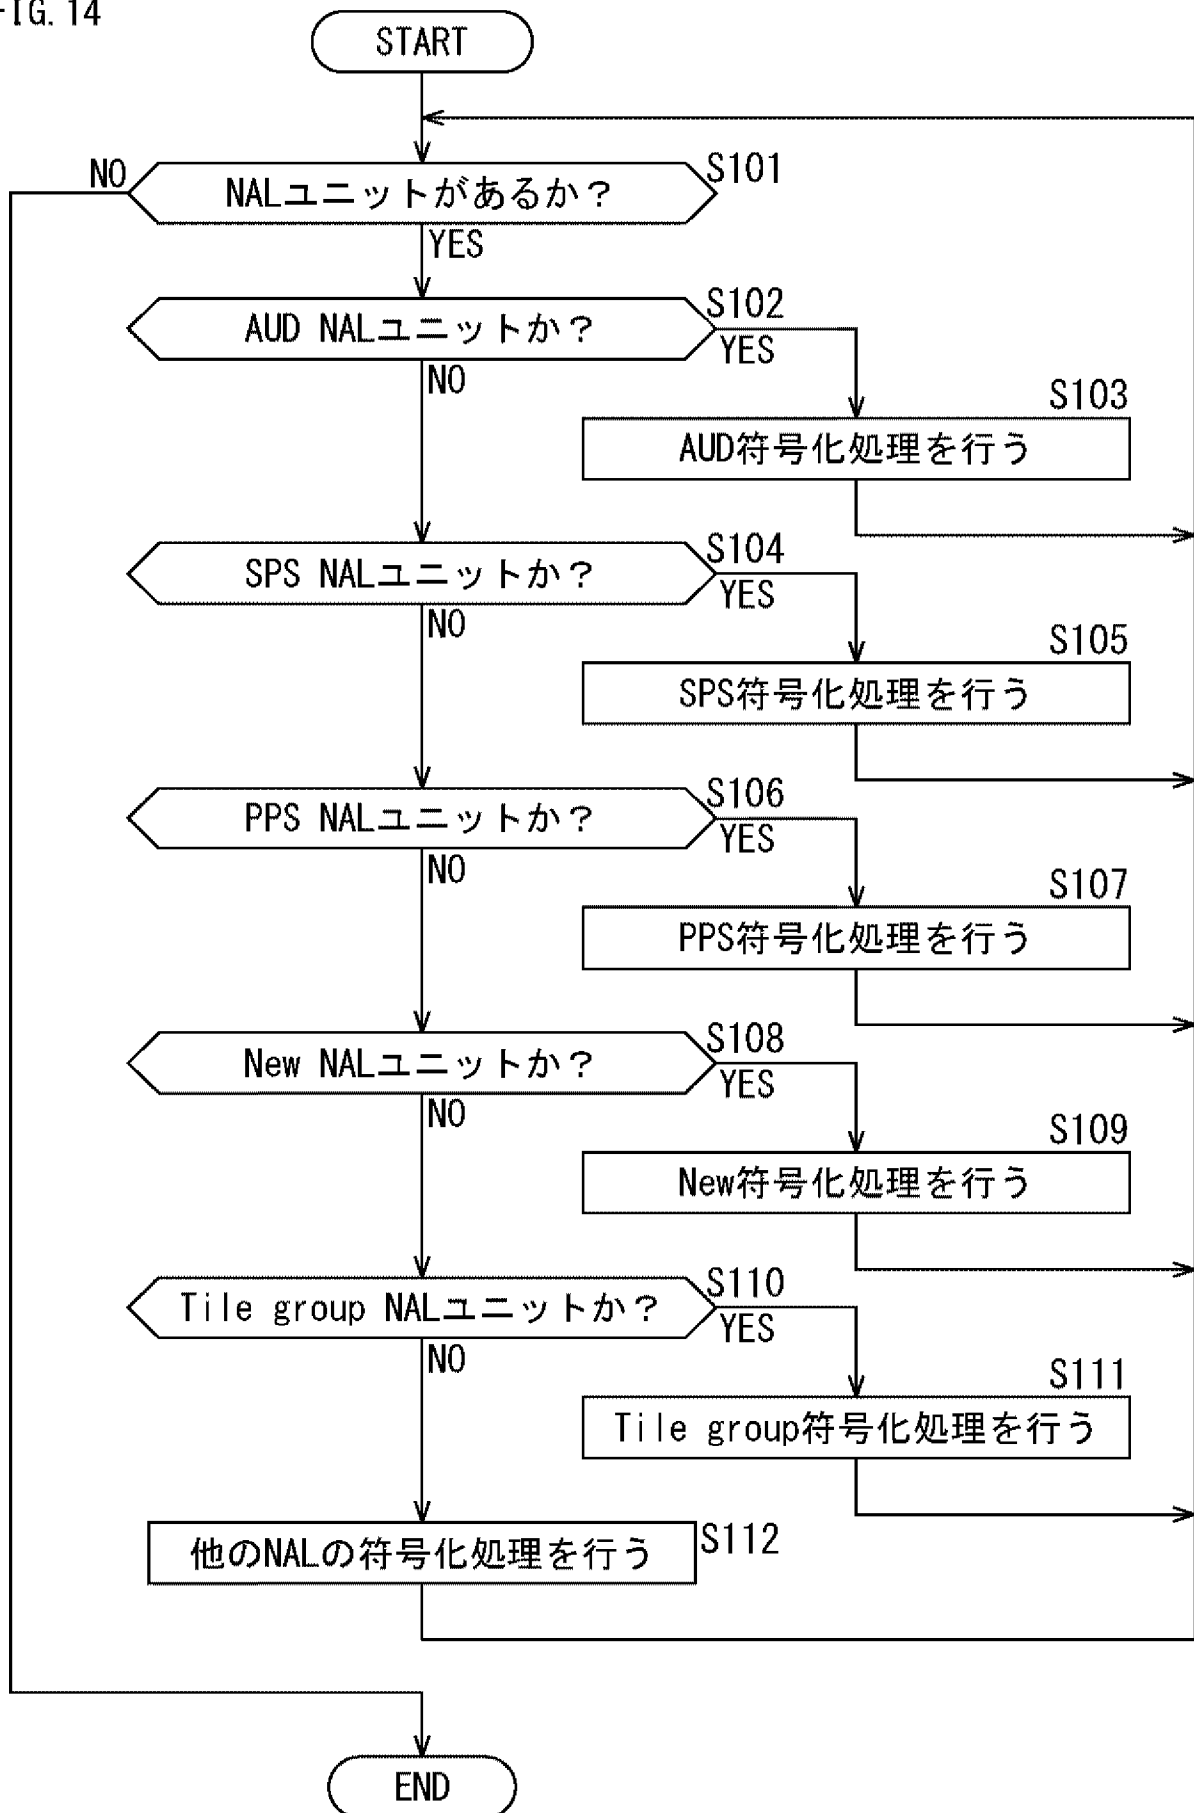 FIG. 14
START
NALユニットがあるか？
S101
NO
YES
AUD NALユニットか？
S102
YES
NO
S103
AUD符号化処理を行う
SPS NALユニットか？
S104
YES
NO
S105
SPS符号化処理を行う
PPS NALユニットか？
S106
YES
NO
S107
PPS符号化処理を行う
New NALユニットか？
S108
YES
NO
S109
New符号化処理を行う
Tile group NALユニットか？
S110
YES
NO
S111
Tile group符号化処理を行う
他のNALの符号化処理を行う
S112
END